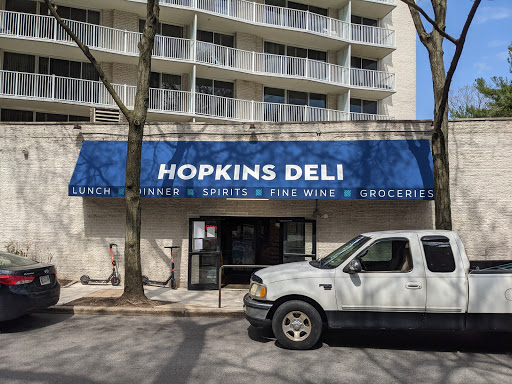 HOPKINS DELI
LUNCH DINNER SPIRITS FINE WINE GROCERIES